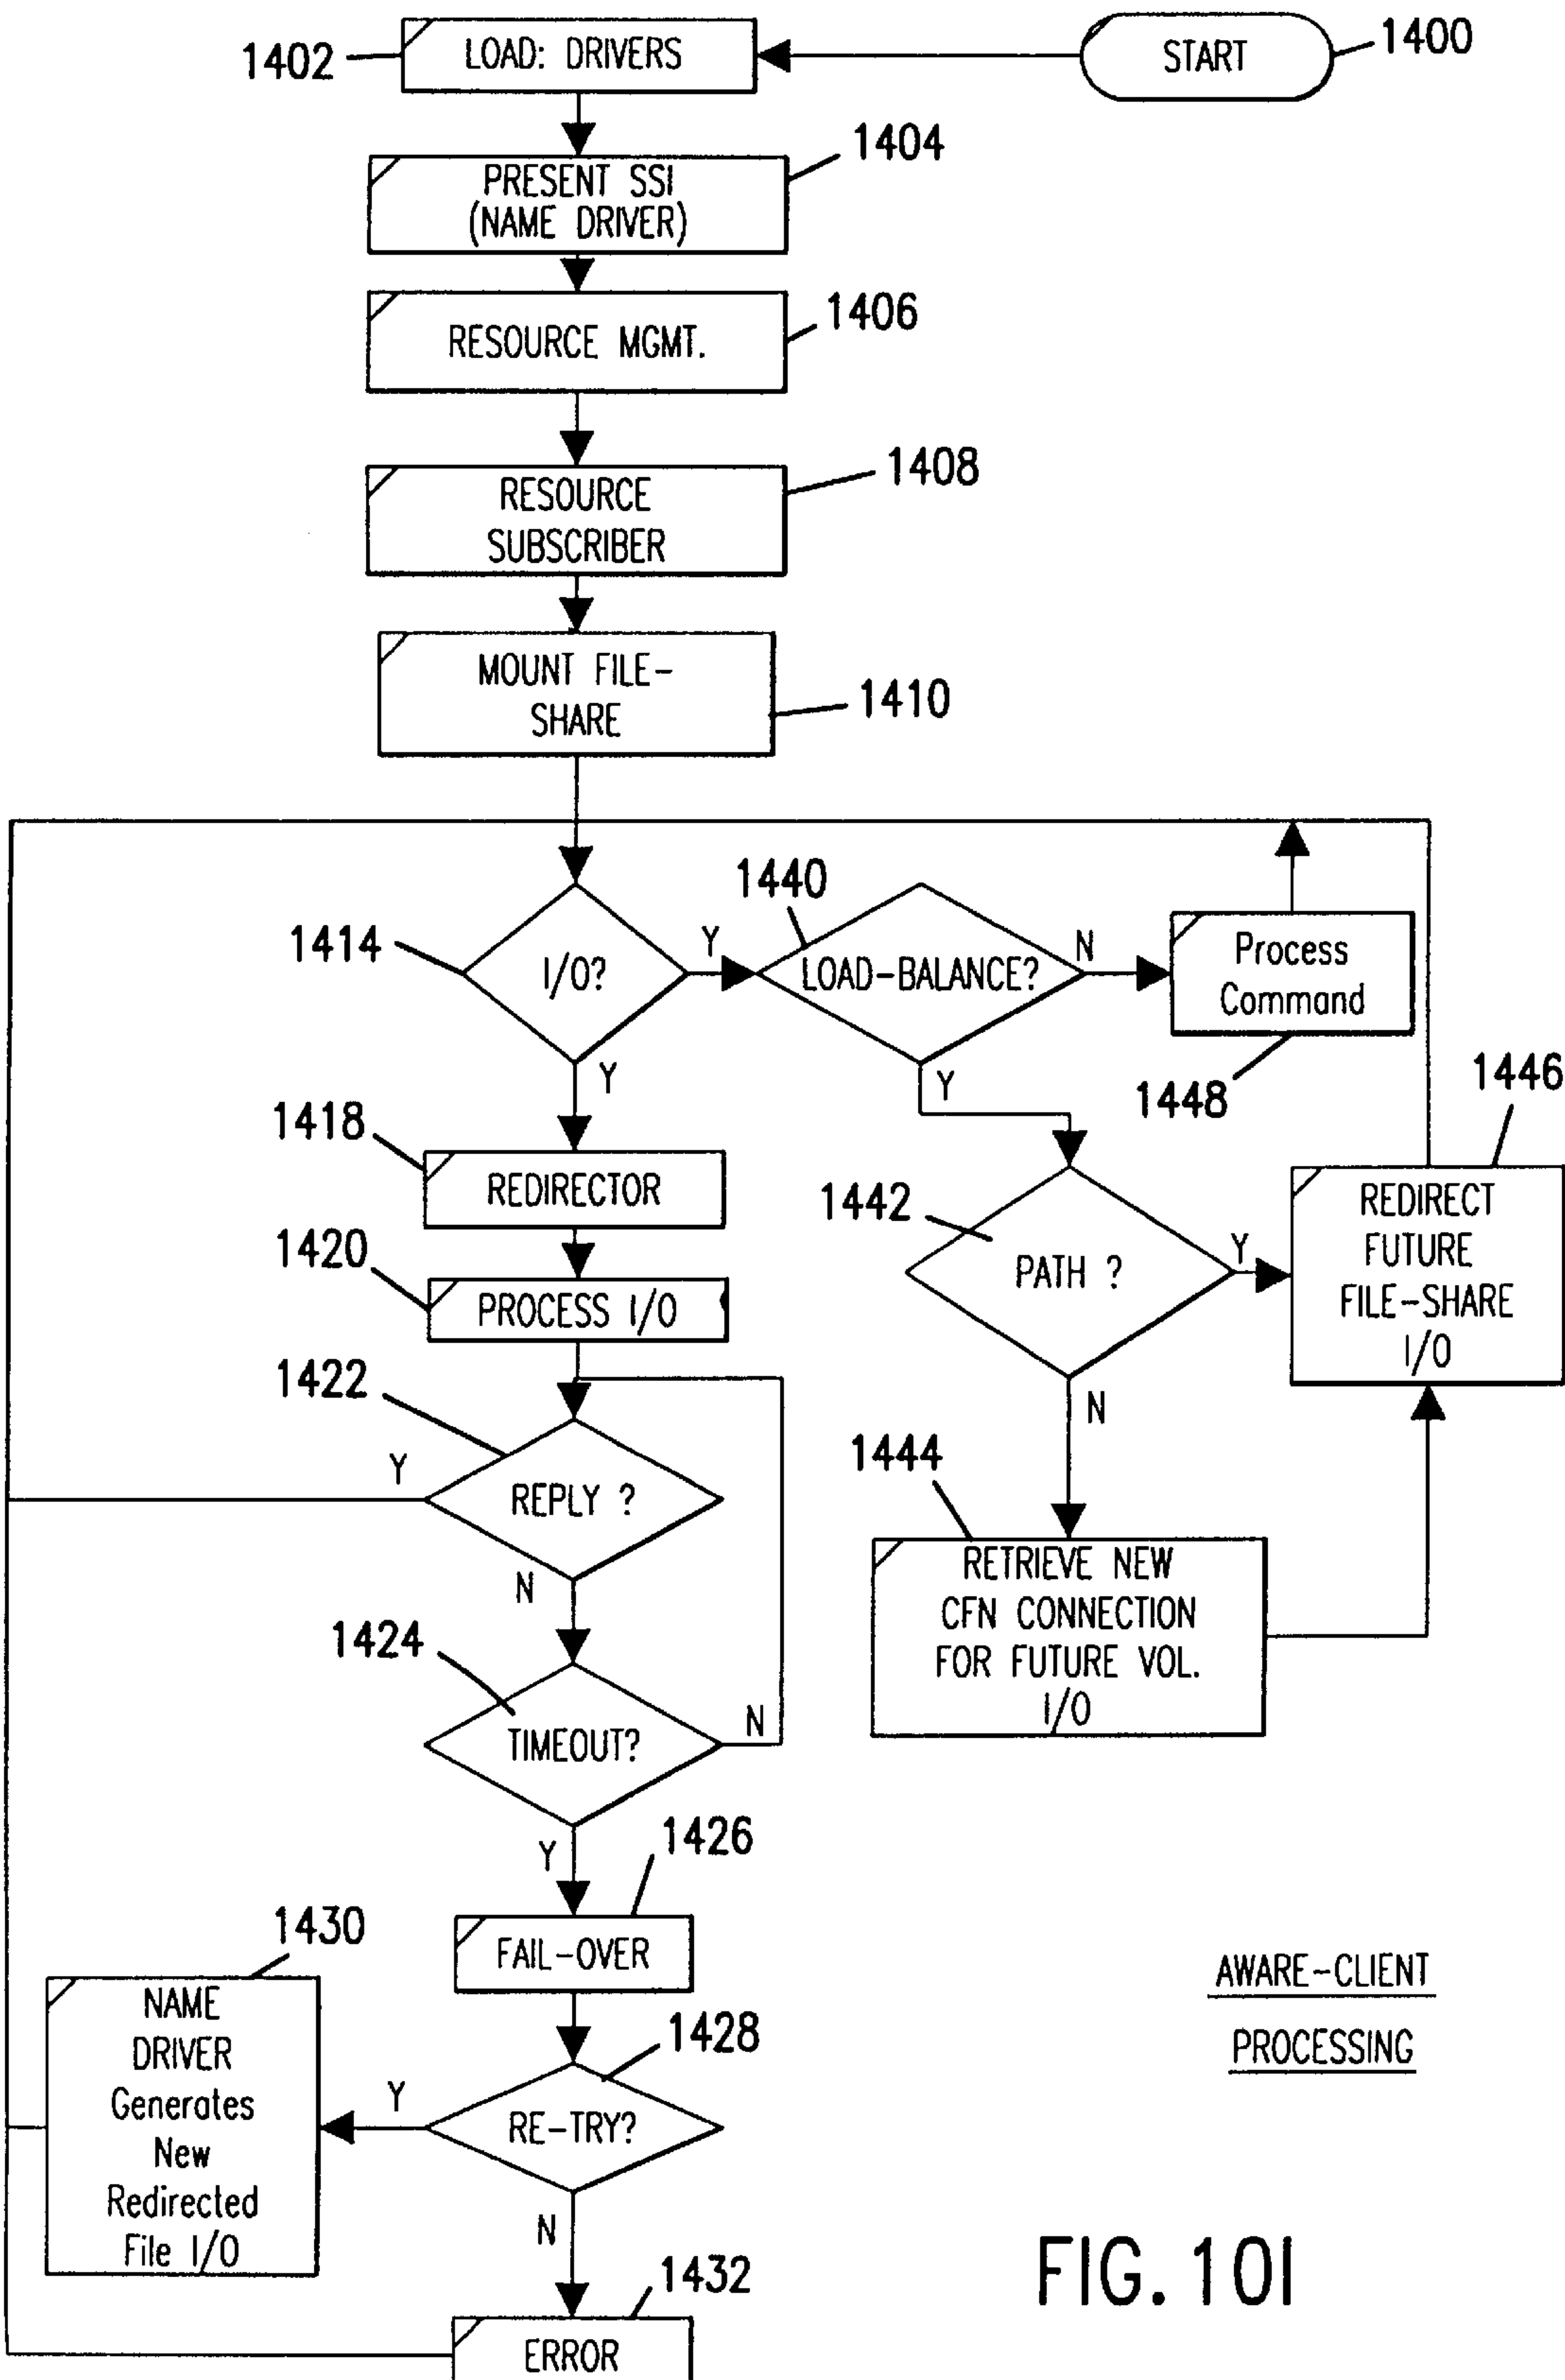 1402
LOAD: DRIVERS
START
1400
1404
PRESENT SSI
(NAME DRIVER)
1406
RESOURCE MGMT.
1408
RESOURCE
SUBSCRIBER
MOUNT FILE-
SHARE
1410
1440
1414
I/O?
Y
LOAD-BALANCE?
N
Process
Command
Y
Y
1448
1446
1418
REDIRECTOR
1442
PATH ?
Y
REDIRECT
FUTURE
FILE-SHARE
I/O
1420
PROCESS I/O
1422
Y
REPLY ?
N
N
1444
RETRIEVE NEW
CFN CONNECTION
FOR FUTURE VOL.
I/O
1424
TIMEOUT?
N
Y
1426
FAIL-OVER
1430
NAME
DRIVER
Generates
New
Redirected
File I/O
1428
Y
RE-TRY?
N
1432
ERROR
AWARE-CLIENT
PROCESSING
FIG. 10I